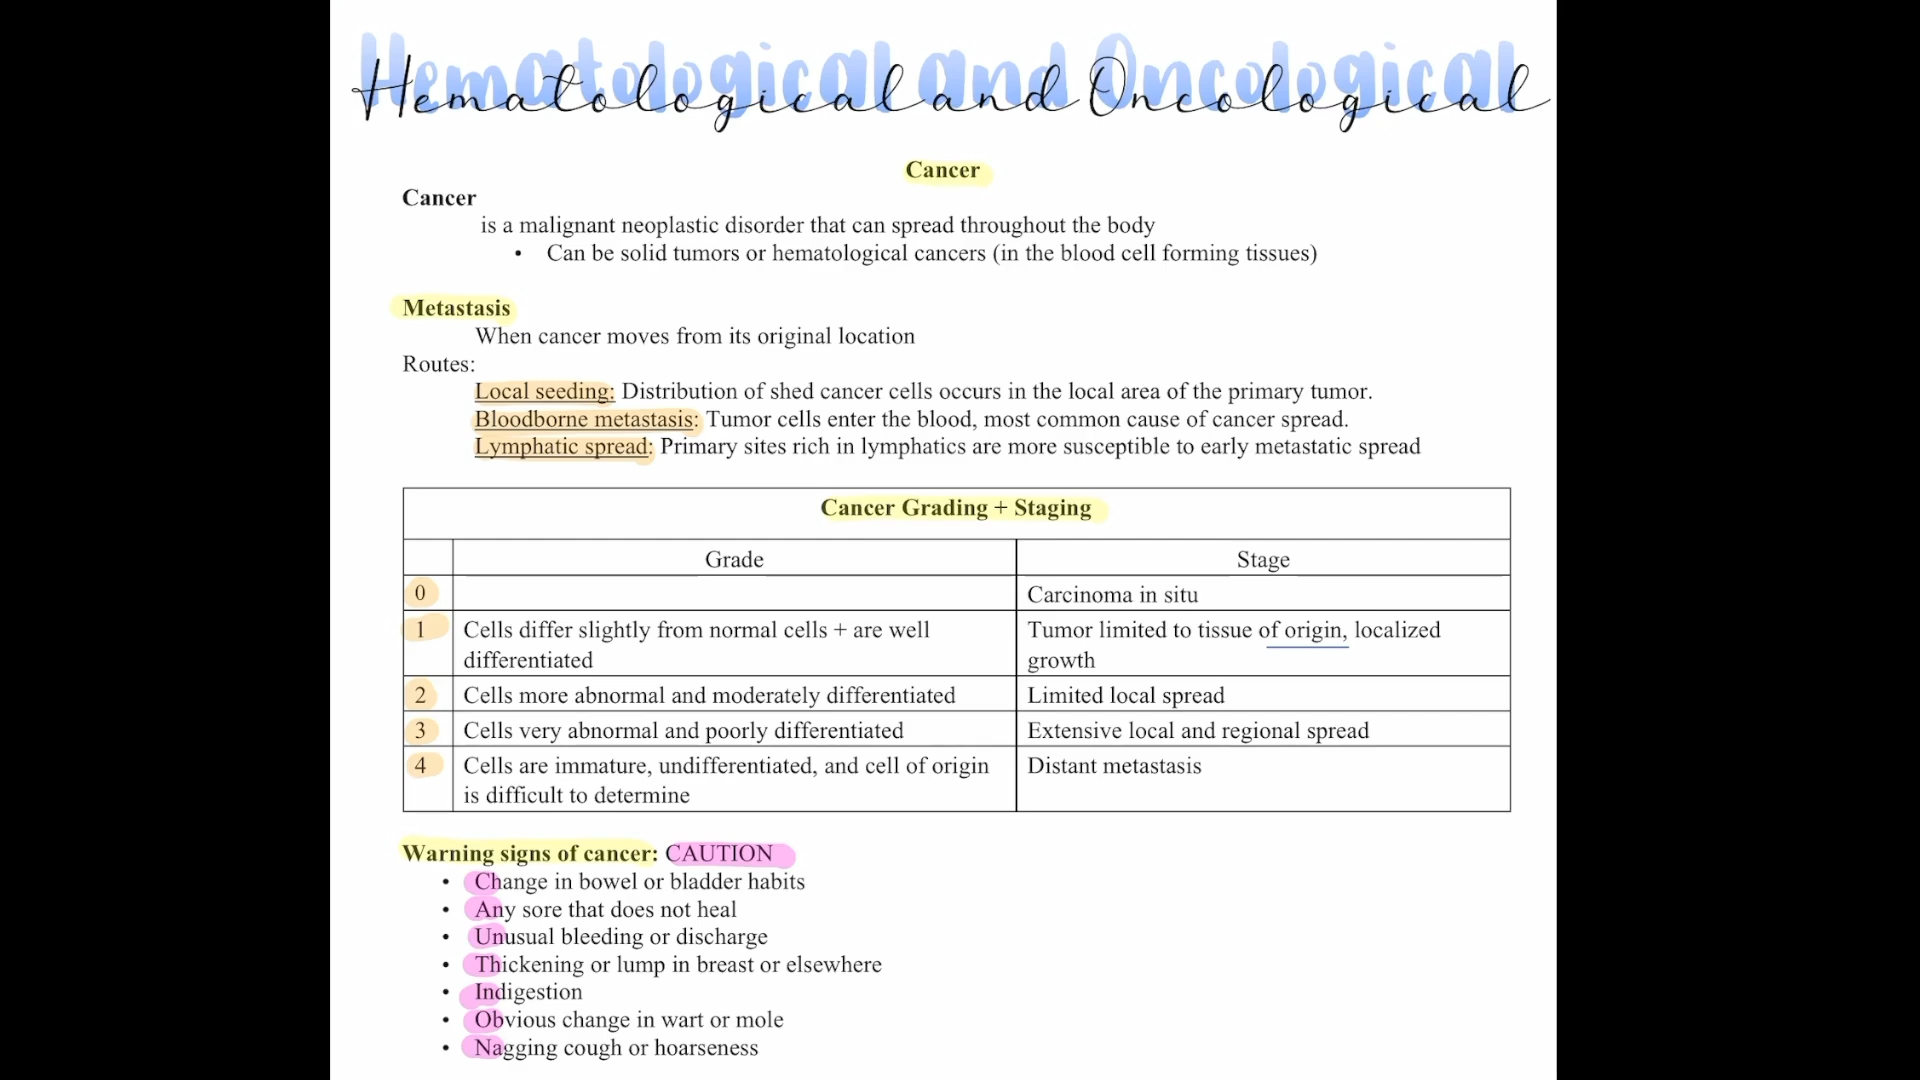 Hematological and Oncological
Cancer
Cancer
is a malignant neoplastic disorder that can spread throughout the body
• Can be solid tumors or hematological cancers (in the blood cell forming tissues)
Metastasis
When cancer moves from its original location
Routes:
Local seeding: Distribution of shed cancer cells occurs in the local area of the primary tumor.
Bloodborne metastasis: Tumor cells enter the blood, most common cause of cancer spread.
Lymphatic spread: Primary sites rich in lymphatics are more susceptible to early metastatic spread
Cancer Grading + Staging
Grade Stage
0 Carcinoma in situ
1 Cells differ slightly from normal cells + are well Tumor limited to tissue of origin, localized
differentiated growth
2 Cells more abnormal and moderately differentiated Limited local spread
3 Cells very abnormal and poorly differentiated Extensive local and regional spread
4 Cells are immature, undifferentiated, and cell of origin Distant metastasis
is difficult to determine
Warning signs of cancer: CAUTION
• Change in bowel or bladder habits
• Any sore that does not heal
• Unusual bleeding or discharge
• Thickening or lump in breast or elsewhere
• Indigestion
• Obvious change in wart or mole
• Nagging cough or hoarseness